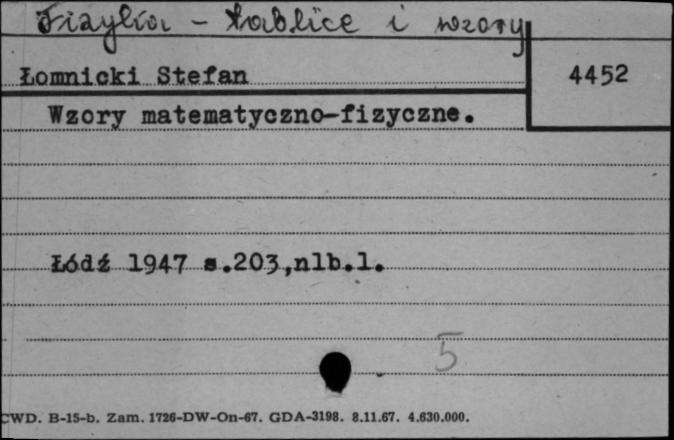 Fizyka - tablice i wzory
Łomnicki Stefan
4452
Wzory matematyczno-fizyczne.
Łódź 1947 s.203,nlb.1.
5
CWD. B-15-b. Zam. 1726-DW-On-67. GDA-3198. 8.11.67. 4.630.000.